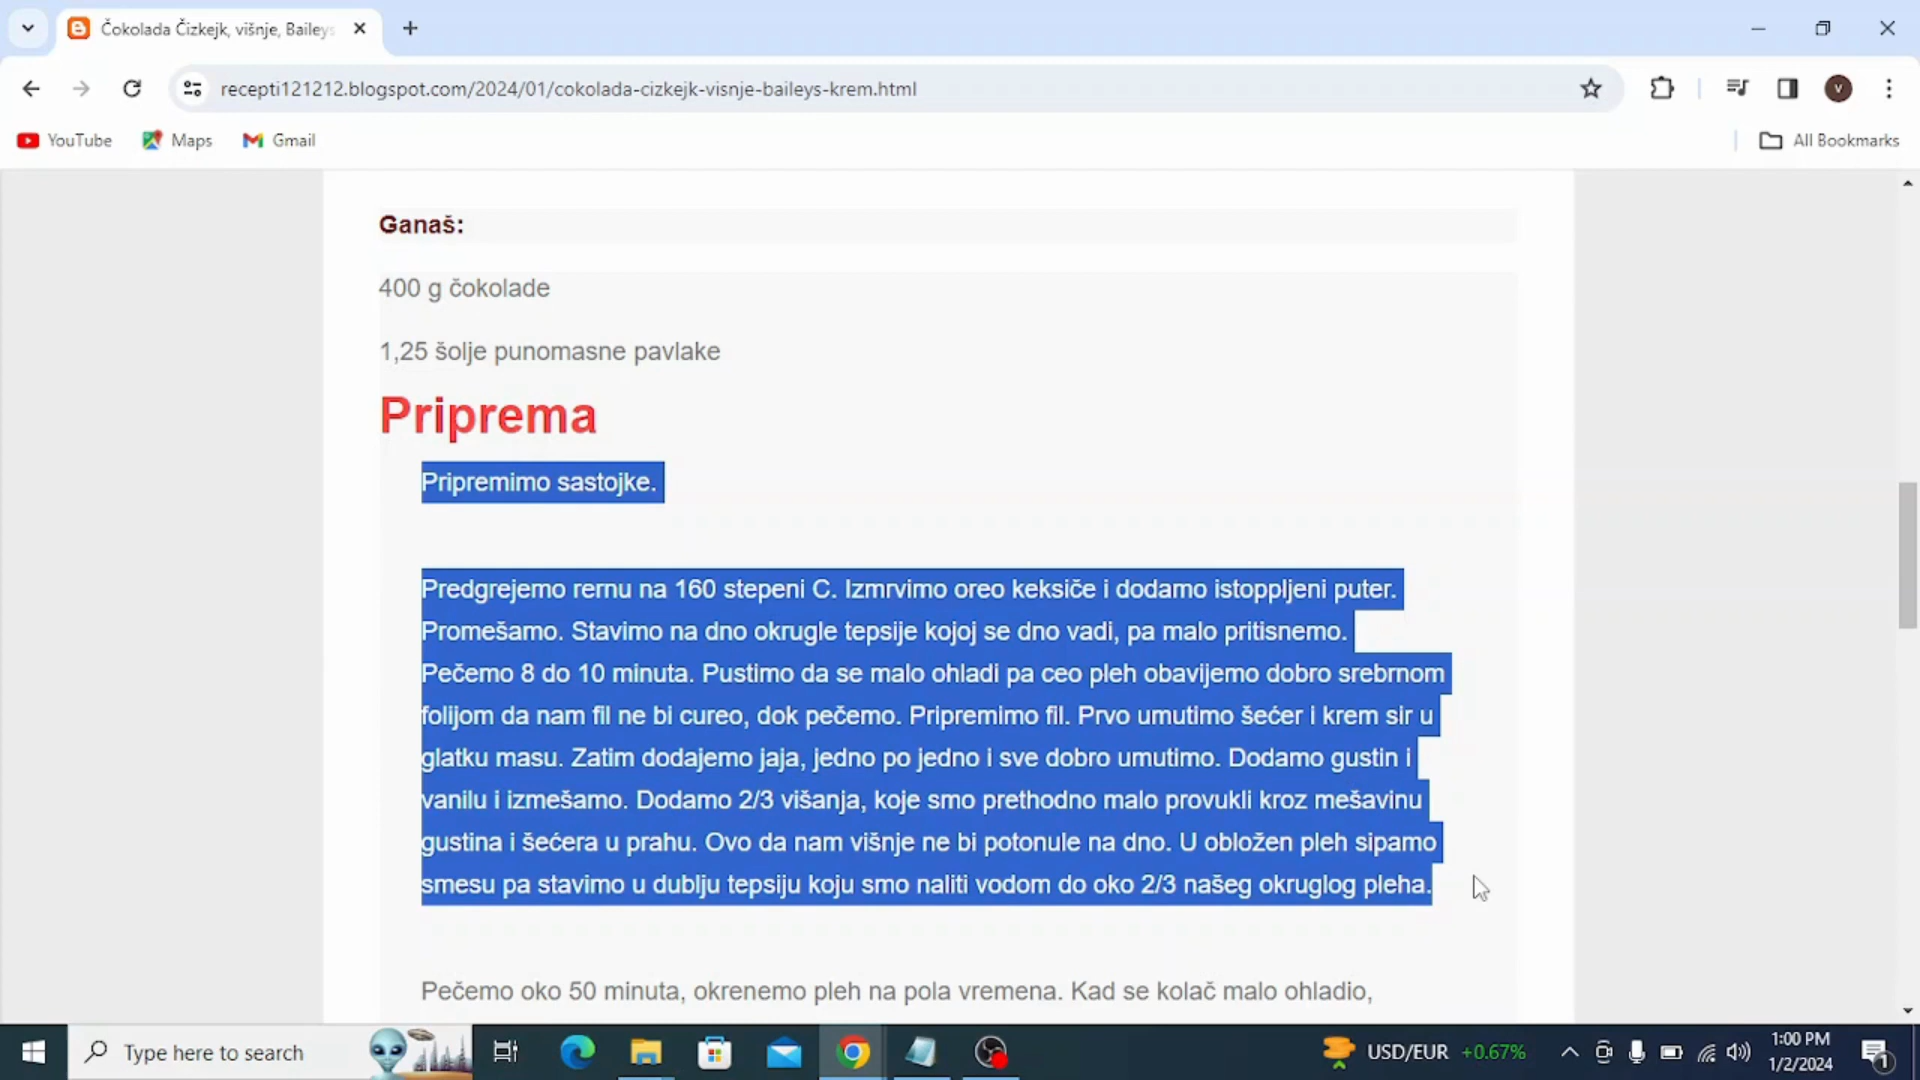 Čokolada Čizkejk, višnje, Baileys
recepti121212.blogspot.com/2024/01/cokolada-cizkejk-visnje-baileys-krem.html
V
YouTube
Maps
Gmail
All Bookmarks
Ganaš:
400 g čokolade
1,25 šolje punomasne pavlake
Priprema
Pripremimo sastojke.
Predgrejemo rernu na 160 stepeni C. Izmrvimo oreo keksiče i dodamo istoppljeni puter.
Promešamo. Stavimo na dno okrugle tepsije kojoj se dno vadi, pa malo pritisnemo.
Pečemo 8 do 10 minuta. Pustimo da se malo ohladi pa ceo pleh obavijemo dobro srebrnom
folijom da nam fil ne bi cureo, dok pečemo. Pripremimo fil. Prvo umutimo šećer i krem sir u
glatku masu. Zatim dodajemo jaja, jedno po jedno i sve dobro umutimo. Dodamo gustin i
vanilu i izmešamo. Dodamo 2/3 višanja, koje smo prethodno malo provukli kroz mešavinu
gustina i šećera u prahu. Ovo da nam višnje ne bi potonule na dno. U obložen pleh sipamo
smesu pa stavimo u dublju tepsiju koju smo naliti vodom do oko 2/3 našeg okruglog pleha.
Pečemo oko 50 minuta, okrenemo pleh na pola vremena. Kad se kolač malo ohladio,
Type here to search
USD/EUR +0.67%
1:00 PM
1/2/2024
1